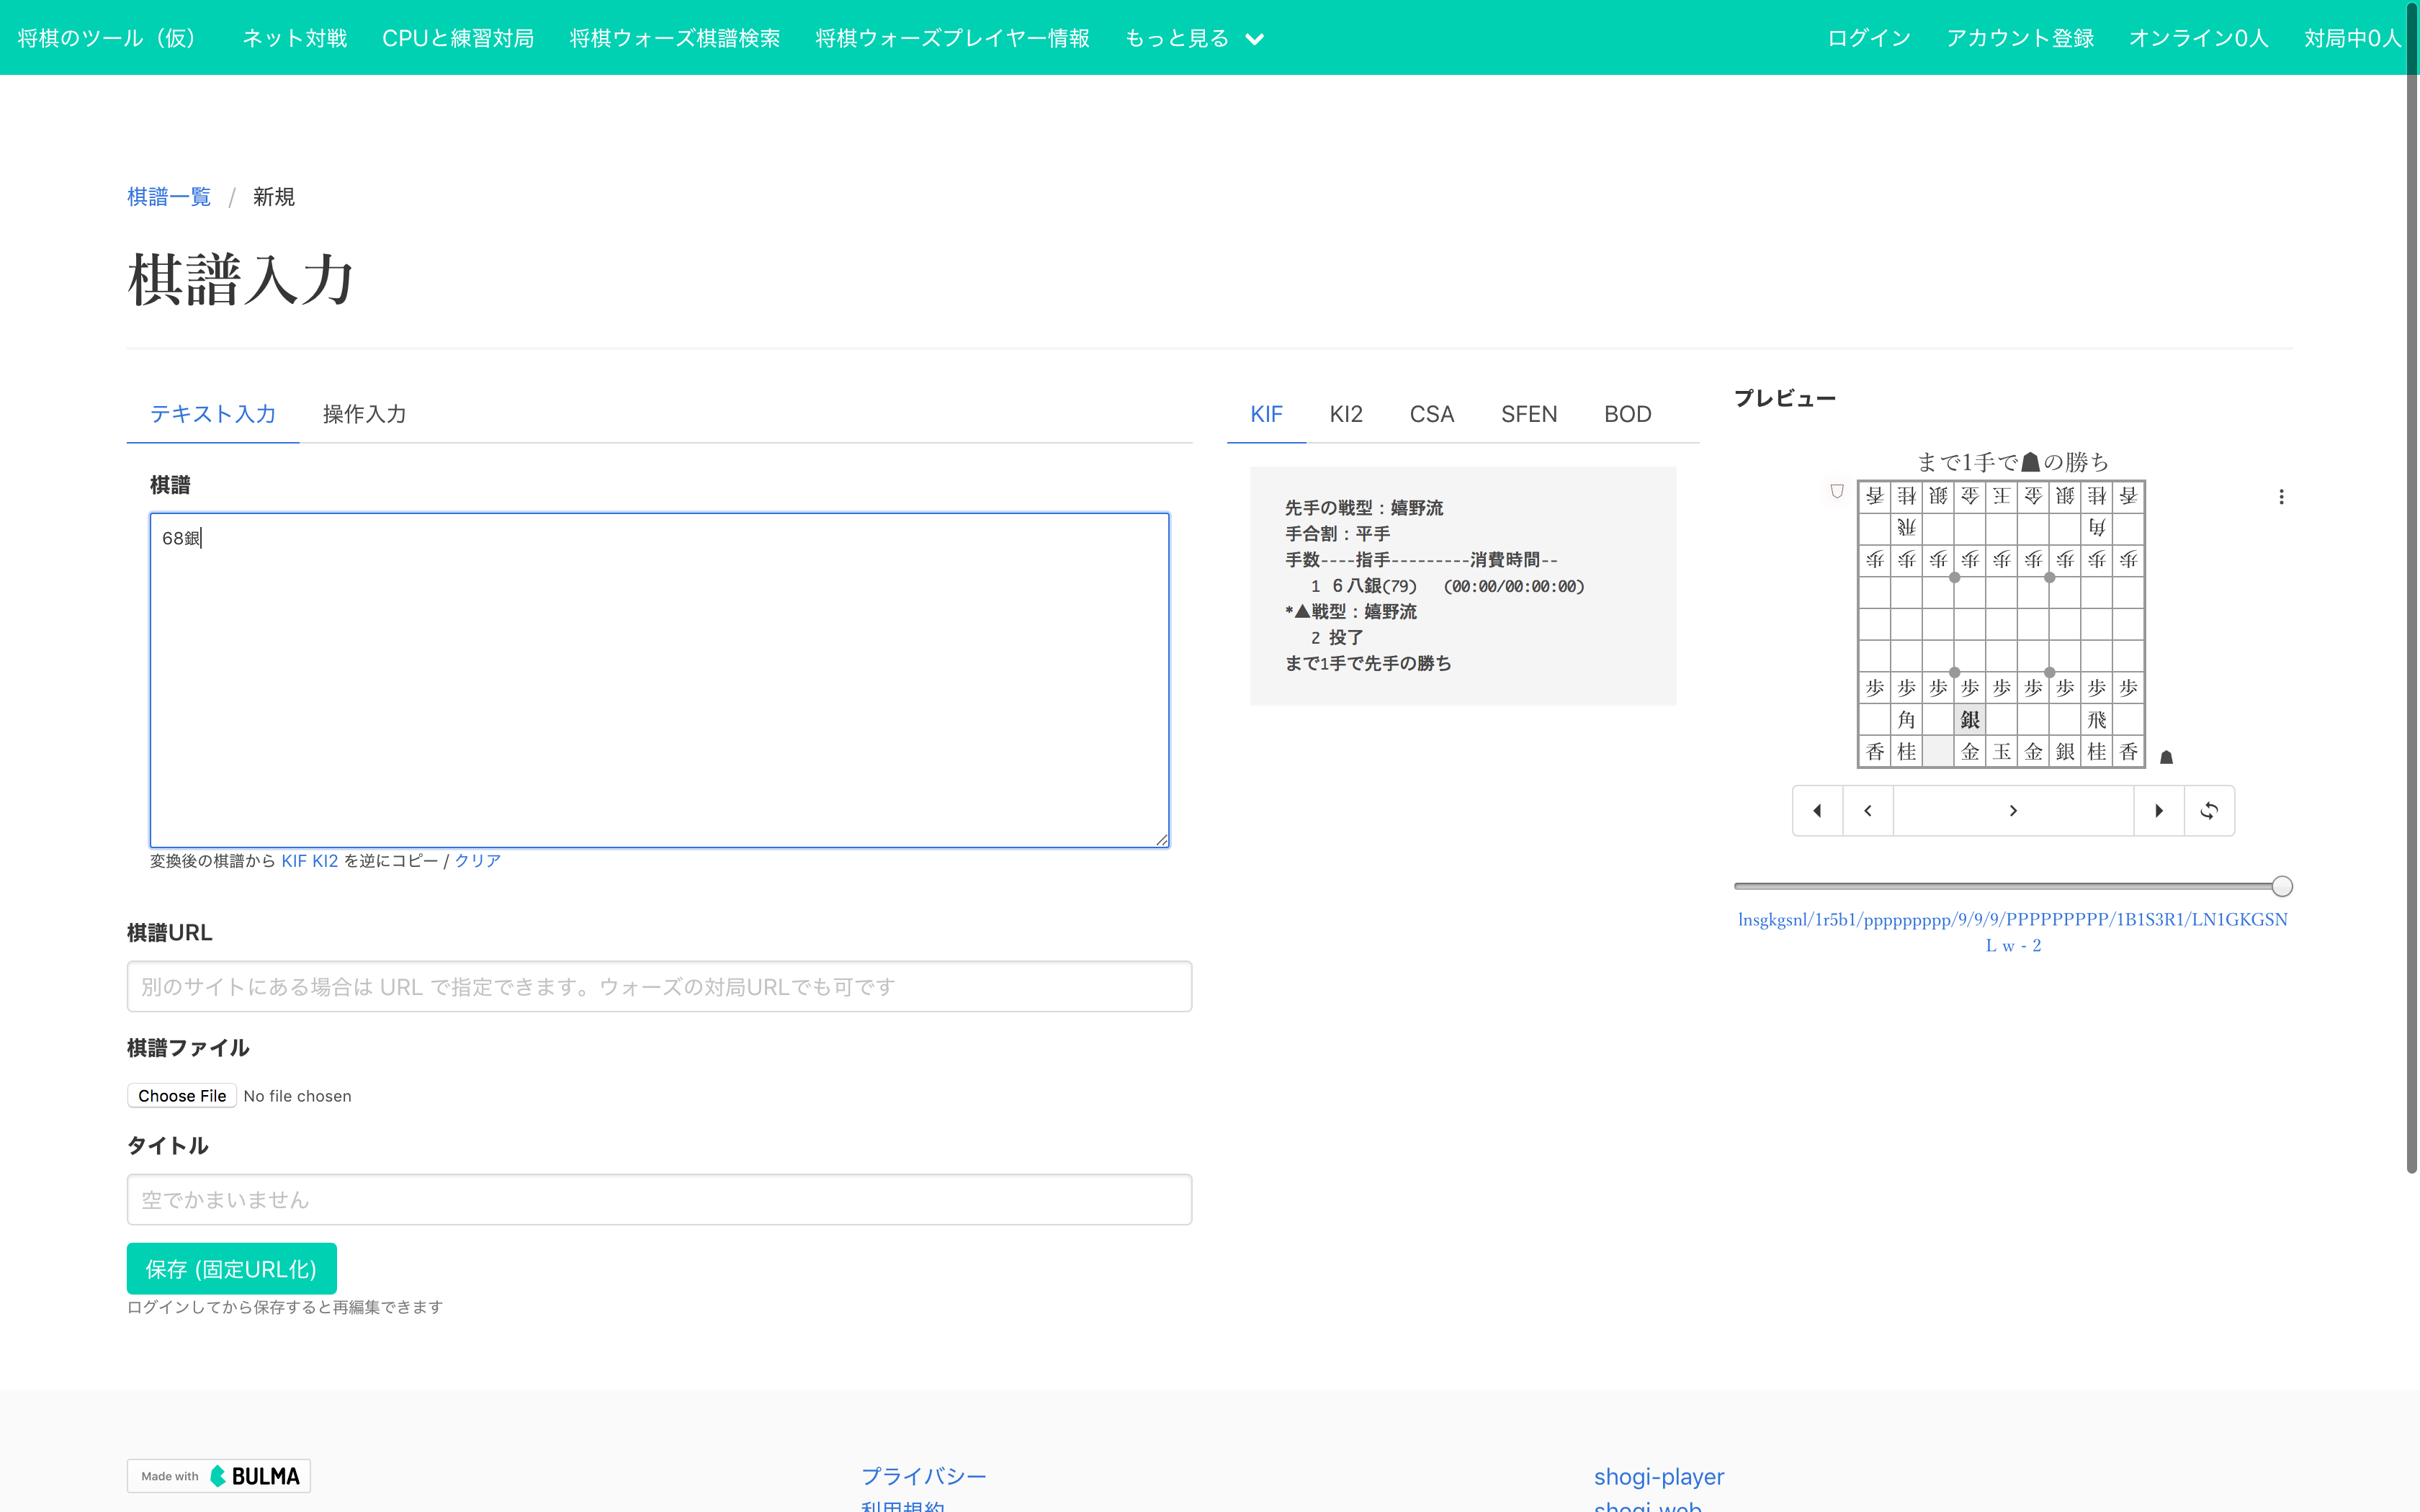 将棋のツール（仮） ネット対戦 CPUと練習対局 将棋ウォーズ棋譜検索 将棋ウォーズプレイヤー情報 もっと見る ログイン アカウント登録 オンライン0人 対局中0人
棋譜一覧 / 新規
棋譜入力
テキスト入力 操作入力
棋譜
68銀
変換後の棋譜から KIF KI2 を逆にコピー / クリア
棋譜URL
別のサイトにある場合は URL で指定できます。ウォーズの対局URLでも可です
棋譜ファイル
Choose File No file chosen
タイトル
空でかまいません
保存 (固定URL化)
ログインしてから保存すると再編集できます
KIF KI2 CSA SFEN BOD
先手の戦型：嬉野流
手合割：平手
手数----指手---------消費時間--
1 ６八銀(79) (00:00/00:00:00)
*▲戦型：嬉野流
2 投了
まで1手で先手の勝ち
プレビュー
まで1手で☗の勝ち
香桂銀金玉金銀桂香
飛 角
歩歩歩歩歩歩歩歩歩
歩歩歩歩歩歩歩歩歩
角 銀 飛
香桂 金玉金銀桂香
lnsgkgsnl/1r5b1/ppppppppp/9/9/9/PPPPPPPPP/1B1S3R1/LN1GKGSN
L w - 2
Made with BULMA
プライバシー
利用規約
shogi-player
shogi-web